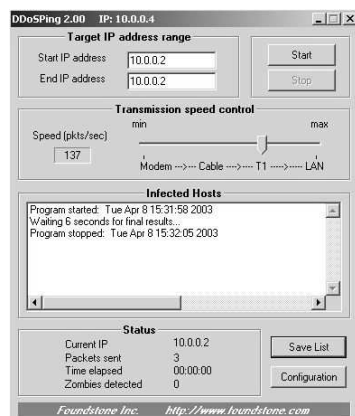 DDoSPing 2.00 IP: 10.0.0.4
Target IP address range
Start IP address 10.0.0.2
End IP address 10.0.0.2
Start
Stop
Transmission speed control
min max
Speed (pkts/sec)
137
Modem --->--- Cable ---->---- T1 ---->----- LAN
Infected Hosts
Program started: Tue Apr 8 15:31:58 2003
Waiting 6 seconds for final results...
Program stopped: Tue Apr 8 15:32:05 2003
Status
Current IP 10.0.0.2
Packets sent 3
Time elapsed 00:00:00
Zombies detected 0
Save List
Configuration
Foundstone Inc. http://www.foundstone.com